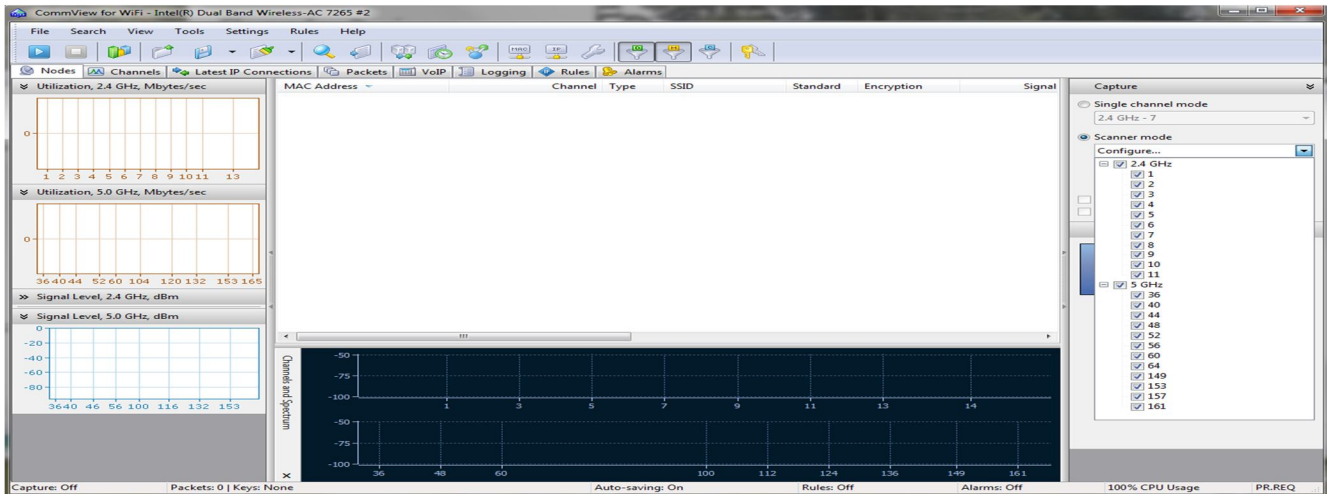 CommView for WiFi - Intel(R) Dual Band Wireless-AC 7265 #2
File Search View Tools Settings Rules Help
MAC IP
Nodes Channels Latest IP Connections Packets VoIP Logging Rules Alarms
Utilization, 2.4 GHz, Mbytes/sec
0
1 2 3 4 5 6 7 8 9 10 11 13
Utilization, 5.0 GHz, Mbytes/sec
0
36 40 44 52 60 104 120 132 153 165
Signal Level, 2.4 GHz, dBm
Signal Level, 5.0 GHz, dBm
0
-20
-40
-60
-80
36 40 46 56 100 116 132 153
MAC Address Channel Type SSID Standard Encryption Signal
Channels and Spectrum
-50
-75
-100
1 3 5 7 9 11 13 14
-50
-75
-100
36 48 60 100 112 124 136 149 161
Capture
Single channel mode
2.4 GHz - 7
Scanner mode
Configure...
2.4 GHz
1
2
3
4
5
6
7
8
9
10
11
5 GHz
36
40
44
48
52
56
60
64
149
153
157
161
Capture: Off Packets: 0 | Keys: None Auto-saving: On Rules: Off Alarms: Off 100% CPU Usage PR.REQ